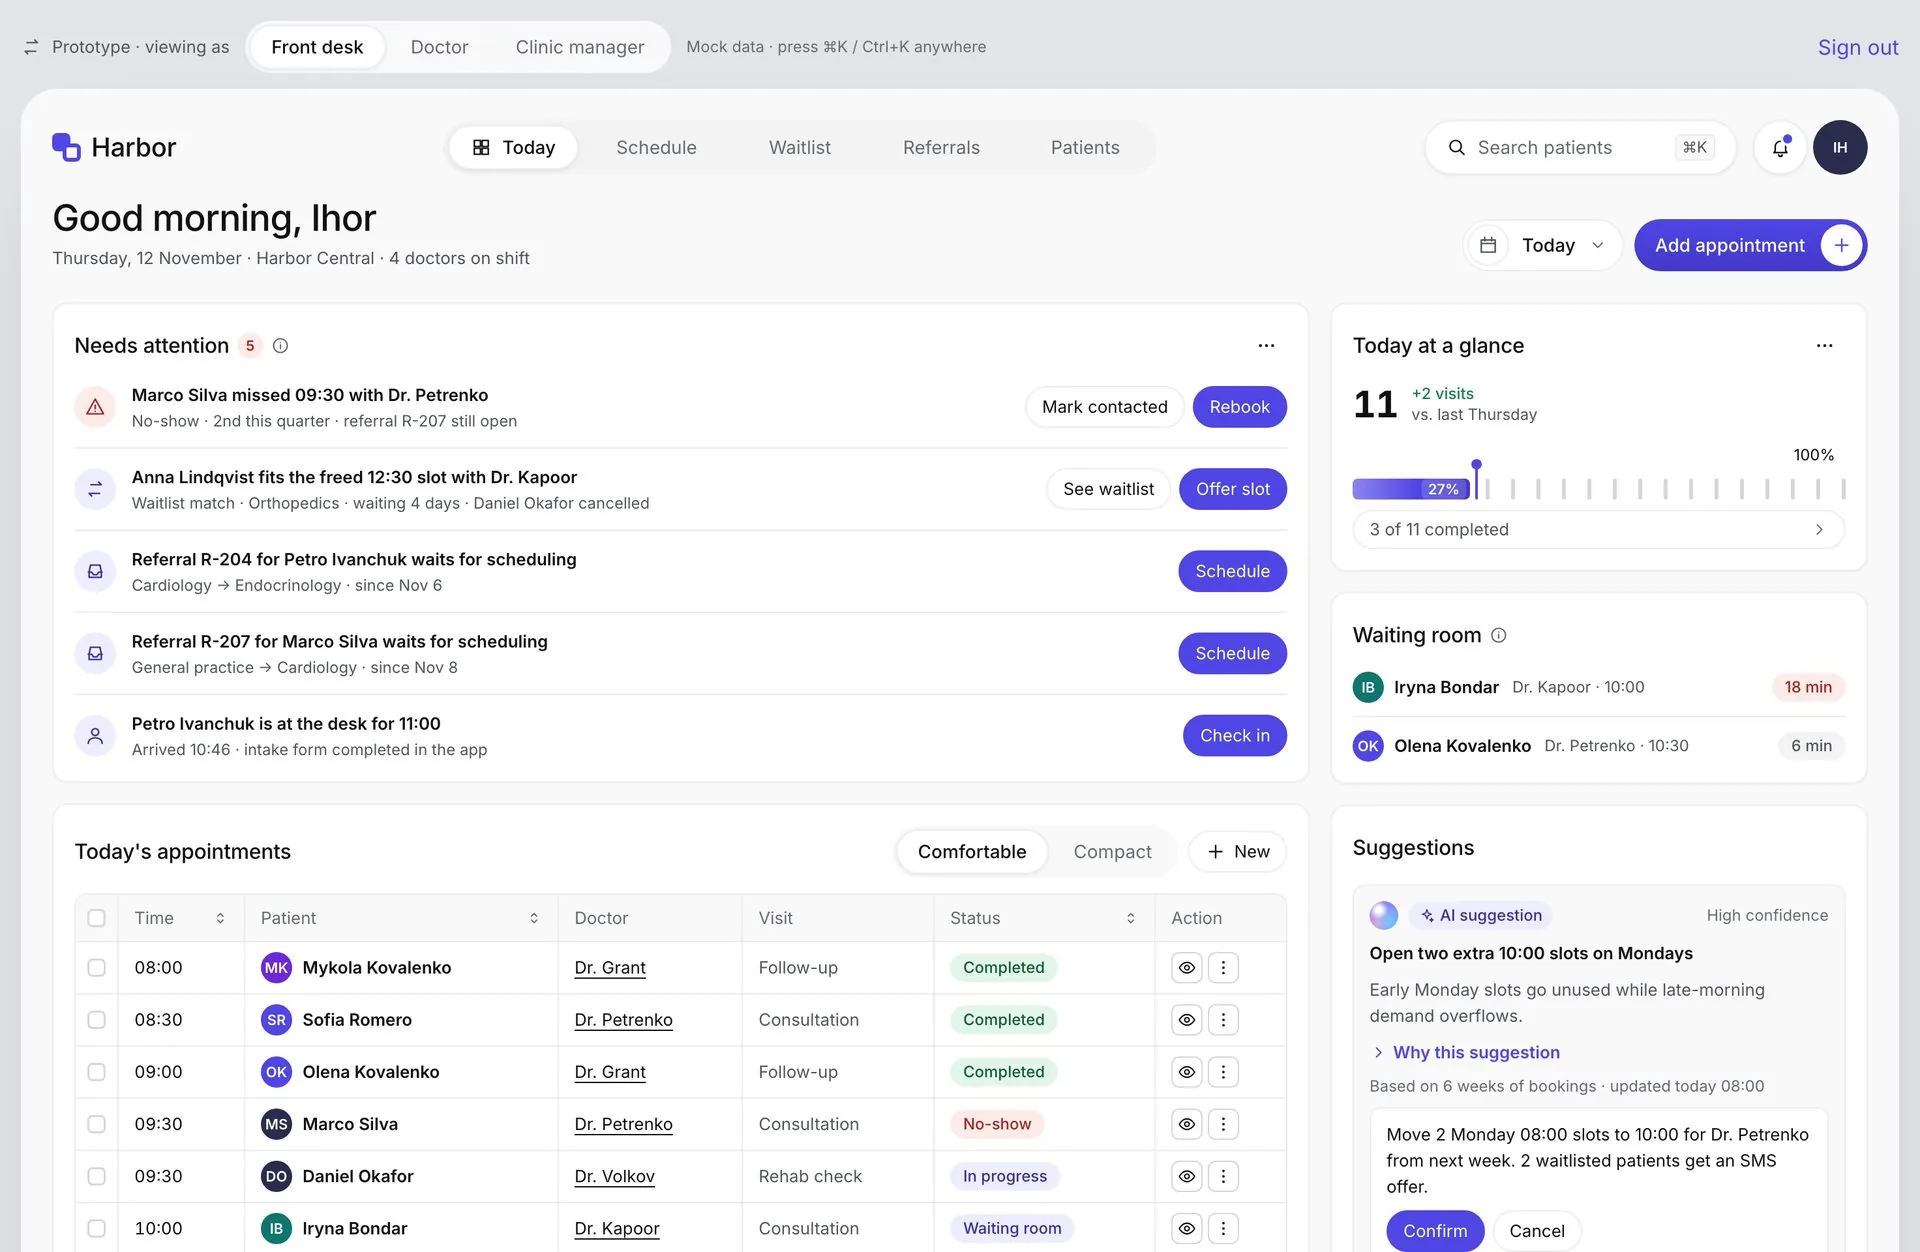 Prototype · viewing as
Front desk
Doctor
Clinic manager
Mock data · press ⌘K / Ctrl+K anywhere
Sign out
Harbor
Today
Schedule
Waitlist
Referrals
Patients
Search patients
⌘K
IH
Good morning, Ihor
Thursday, 12 November · Harbor Central · 4 doctors on shift
Today
Add appointment
Needs attention 5
Marco Silva missed 09:30 with Dr. Petrenko
No-show · 2nd this quarter · referral R-207 still open
Mark contacted
Rebook
Anna Lindqvist fits the freed 12:30 slot with Dr. Kapoor
Waitlist match · Orthopedics · waiting 4 days · Daniel Okafor cancelled
See waitlist
Offer slot
Referral R-204 for Petro Ivanchuk waits for scheduling
Cardiology → Endocrinology · since Nov 6
Schedule
Referral R-207 for Marco Silva waits for scheduling
General practice → Cardiology · since Nov 8
Schedule
Petro Ivanchuk is at the desk for 11:00
Arrived 10:46 · intake form completed in the app
Check in
Today at a glance
11
+2 visits
vs. last Thursday
100%
27%
3 of 11 completed
Waiting room
IB Iryna Bondar Dr. Kapoor · 10:00 18 min
OK Olena Kovalenko Dr. Petrenko · 10:30 6 min
Today's appointments
Comfortable
Compact
New
Time Patient Doctor Visit Status Action
08:00 MK Mykola Kovalenko Dr. Grant Follow-up Completed
08:30 SR Sofia Romero Dr. Petrenko Consultation Completed
09:00 OK Olena Kovalenko Dr. Grant Follow-up Completed
09:30 MS Marco Silva Dr. Petrenko Consultation No-show
09:30 DO Daniel Okafor Dr. Volkov Rehab check In progress
10:00 IB Iryna Bondar Dr. Kapoor Consultation Waiting room
Suggestions
AI suggestion
High confidence
Open two extra 10:00 slots on Mondays
Early Monday slots go unused while late-morning
demand overflows.
Why this suggestion
Based on 6 weeks of bookings · updated today 08:00
Move 2 Monday 08:00 slots to 10:00 for Dr. Petrenko
from next week. 2 waitlisted patients get an SMS
offer.
Confirm
Cancel